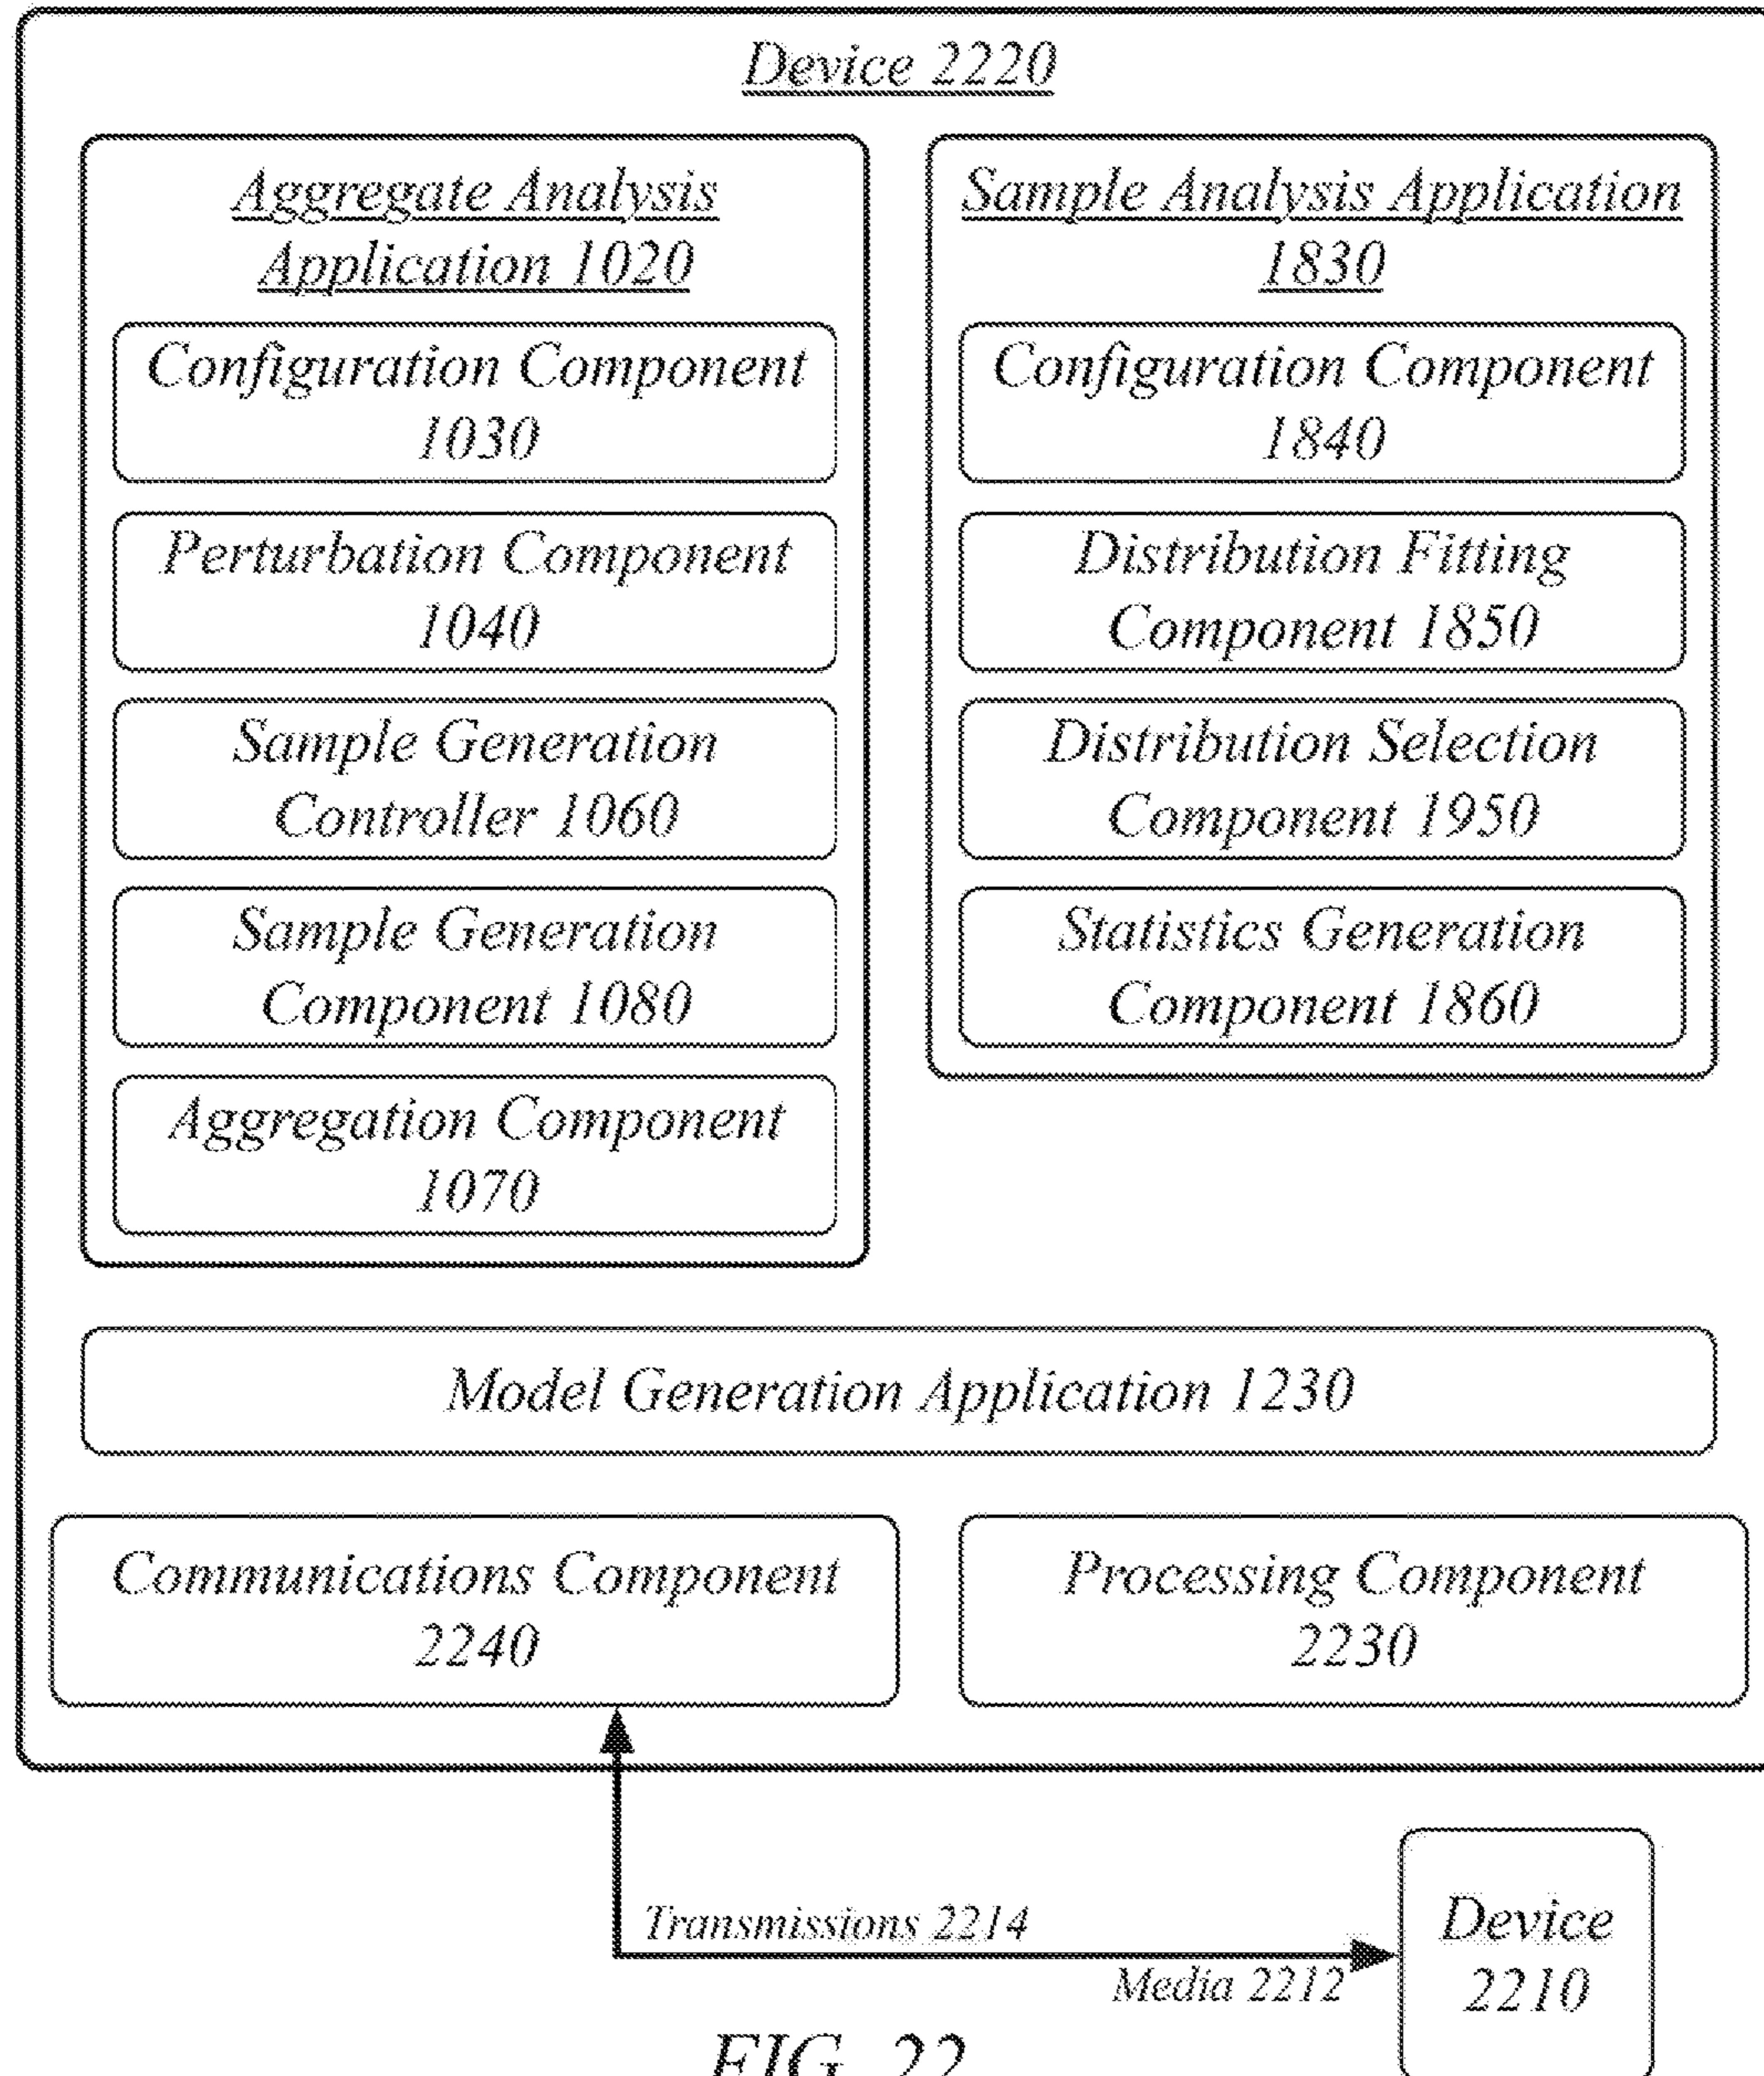 Device 2220
Aggregate Analysis
Application 1020
Configuration Component
1030
Perturbation Component
1040
Sample Generation
Controller 1060
Sample Generation
Component 1080
Aggregation Component
1070
Sample Analysis Application
1830
Configuration Component
1840
Distribution Fitting
Component 1850
Distribution Selection
Component 1950
Statistics Generation
Component 1860
Model Generation Application 1230
Communications Component
2240
Processing Component
2230
Transmissions 2214
Media 2212
Device
2210
FIG. 22